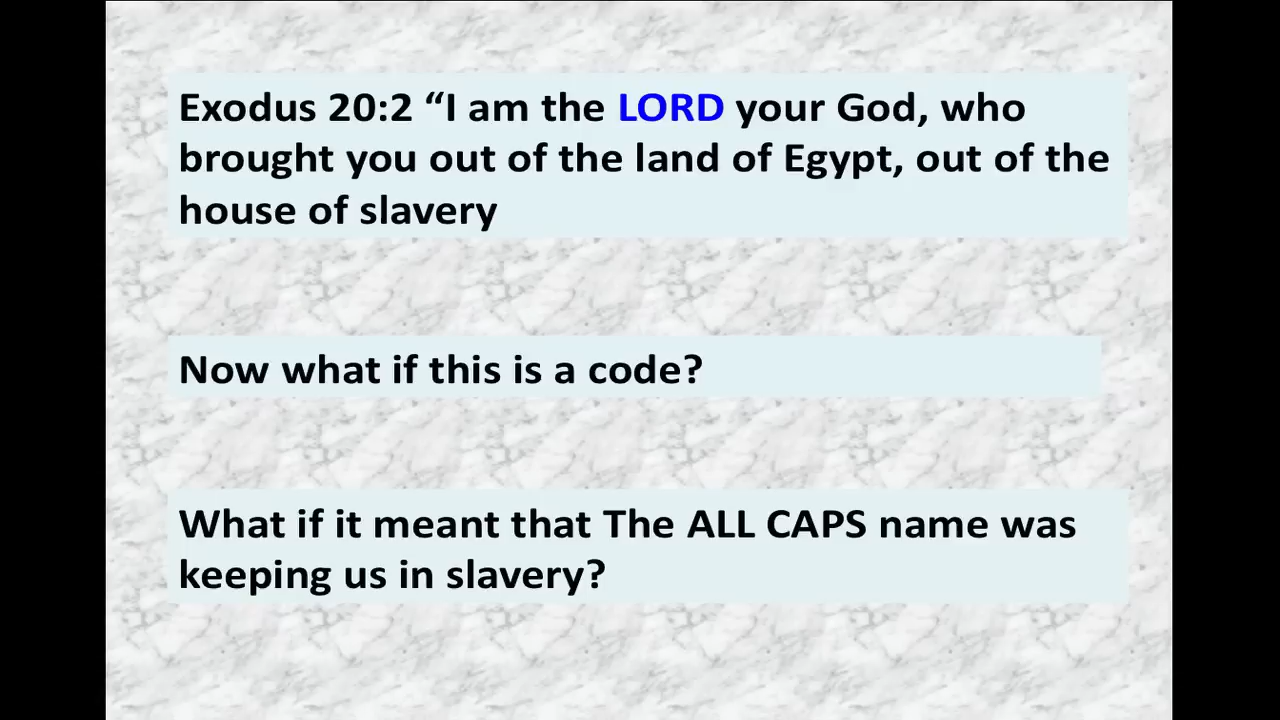 Exodus 20:2 “I am the LORD your God, who
brought you out of the land of Egypt, out of the
house of slavery
Now what if this is a code?
What if it meant that The ALL CAPS name was
keeping us in slavery?